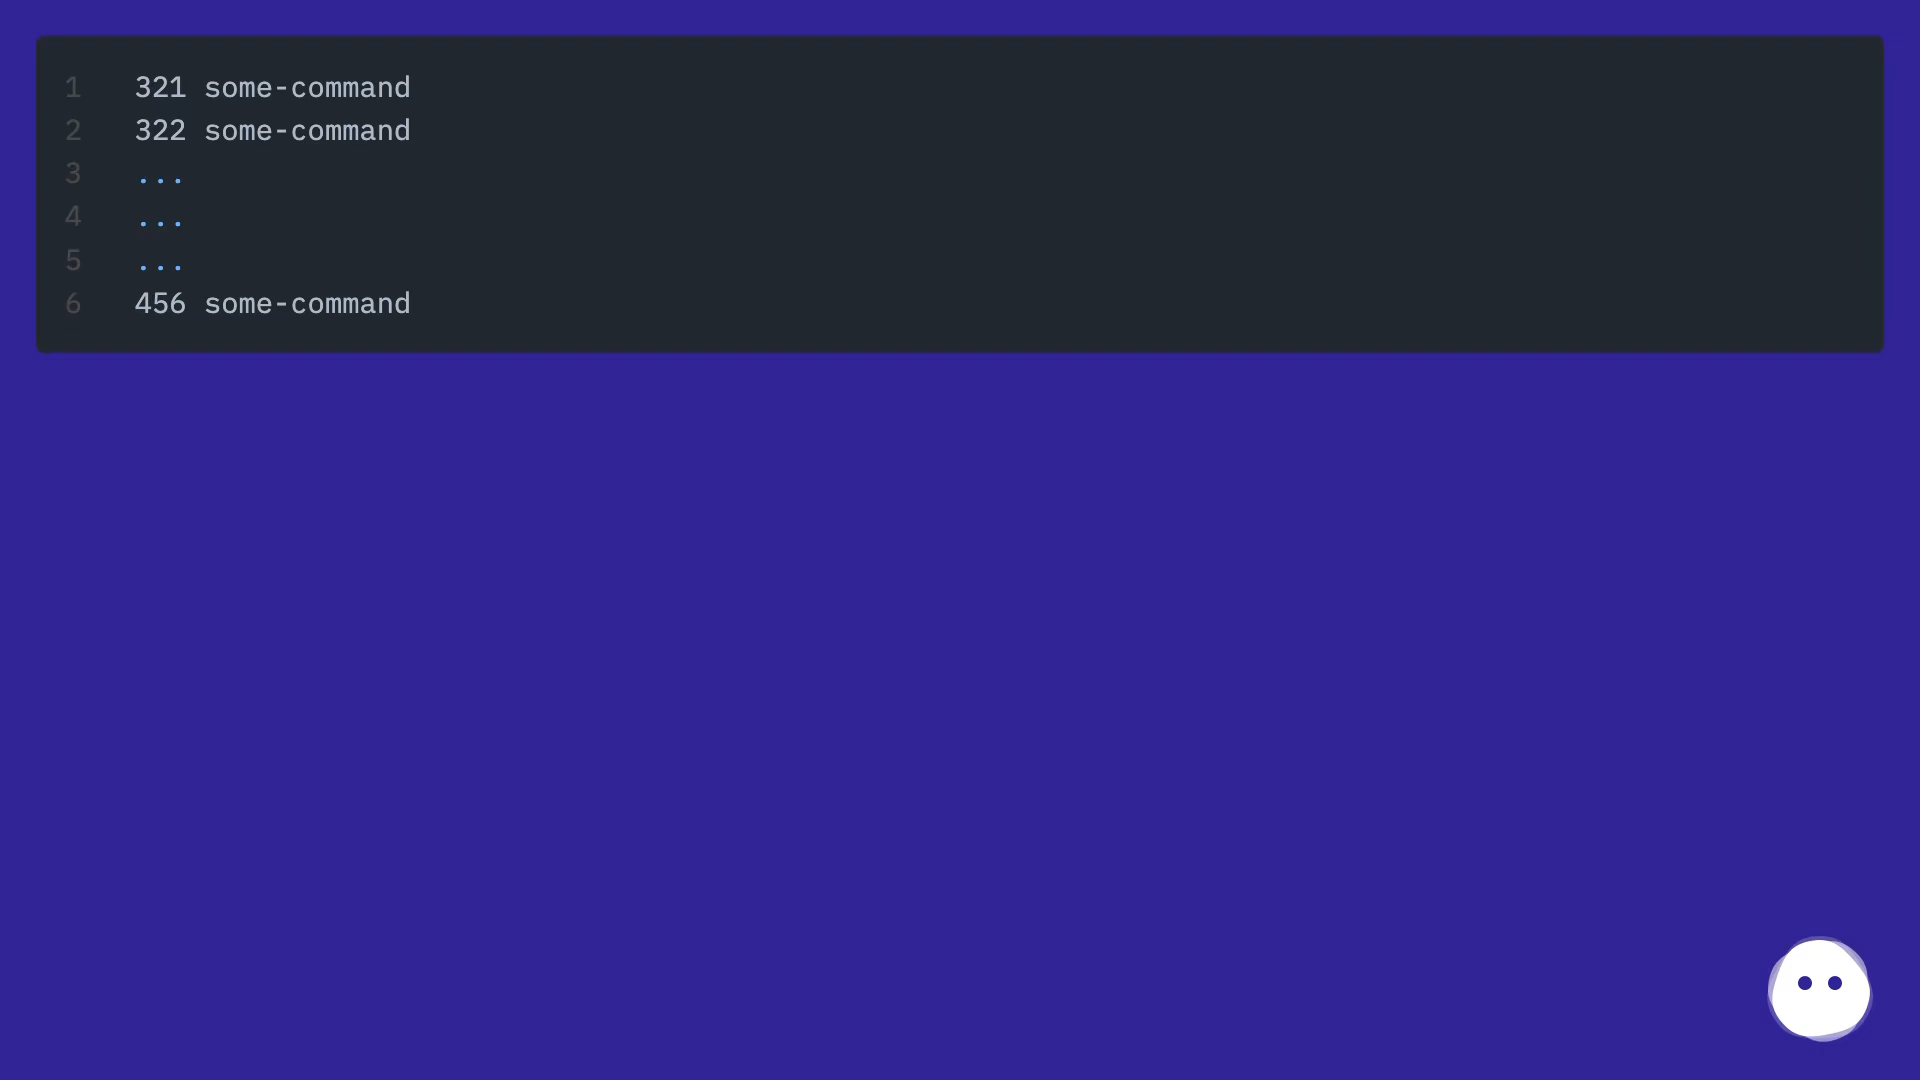 1 321 some-command
2 322 some-command
3 ...
4 ...
5 ...
6 456 some-command